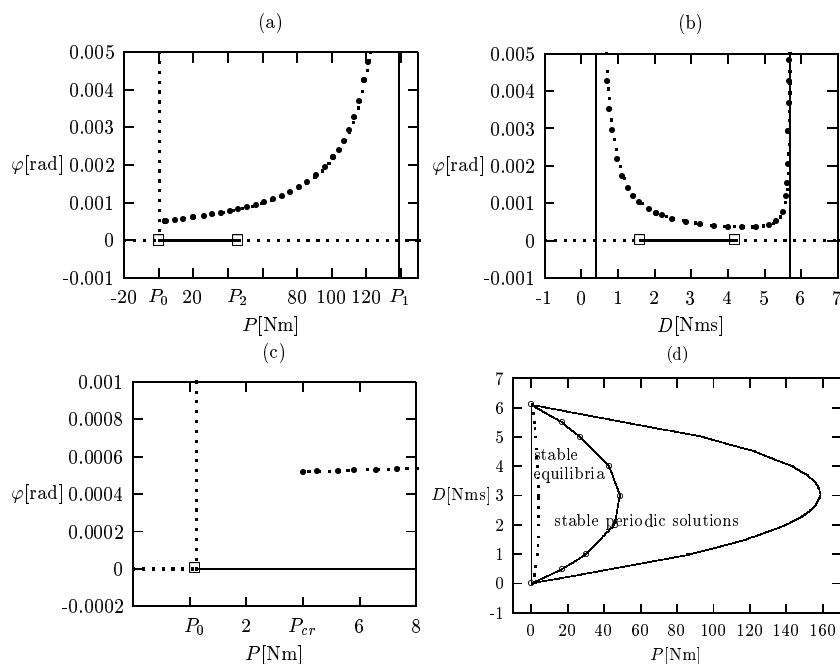 (a)
0.005
0.004
0.003
0.002
φ[rad]
0.001
0
-0.001
-20 P₀ 20 P₂ 80 100 120 P₁
P[Nm]
(b)
0.005
0.004
0.003
φ[rad] 0.002
0.001
0
-0.001
-1 0 1 2 3 4 5 6 7
D[Nms]
(c)
0.001
0.0008
0.0006
φ[rad] 0.0004
0.0002
0
-0.0002
P₀ 2 P_cr 6 8
P[Nm]
(d)
7
6
5
4
D[Nms] 3
2
1
0
-1
stable
equilibria
stable periodic solutions
0 20 40 60 80 100 120 140 160
P[Nm]